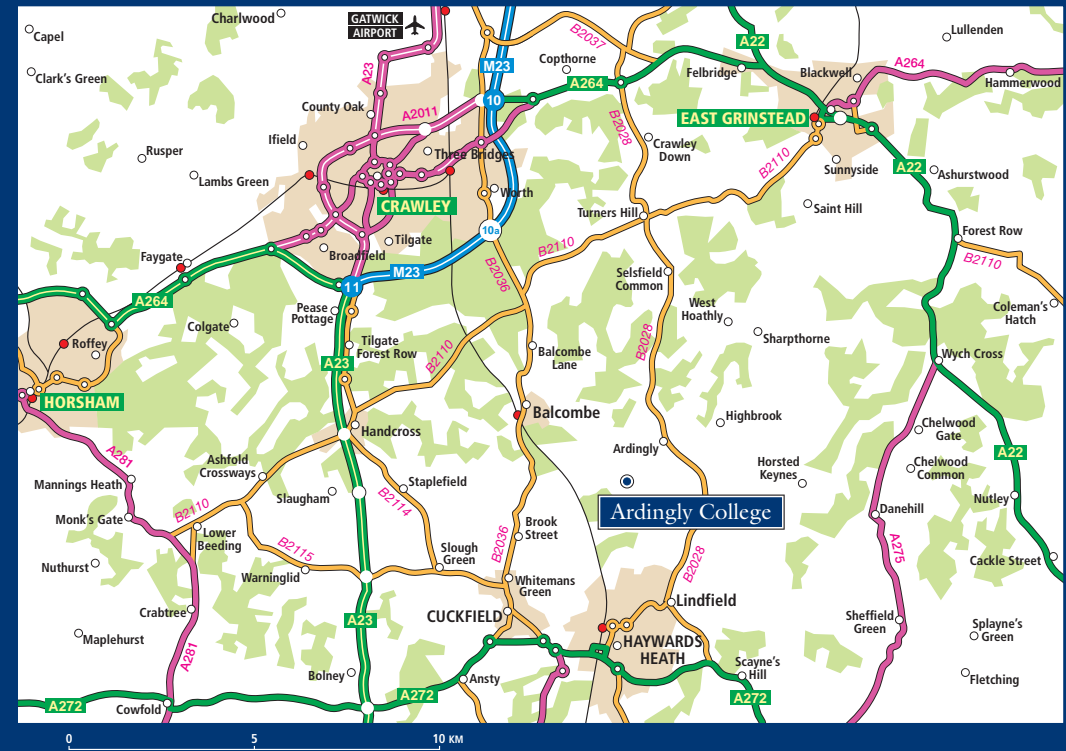 Charlwood
GATWICK
AIRPORT
B2037
Capel
Lullenden
A22
Copthorne
M23
A23
A264
Felbridge
Blackwell
A264
Clark's Green
Hammerwood
County Oak
A2011
10
EAST GRINSTEAD
B2028
Ifield
Crawley
Down
Rusper
Three Bridges
B2110
Sunnyside
A22
Ashurstwood
Lambs Green
Worth
CRAWLEY
Turners Hill
Saint Hill
10a
Tilgate
Forest Row
Broadfield
B2110
B2110
Faygate
M23
B2036
Selsfield
Common
11
A264
Pease
Pottage
West
Hoathly
Coleman's
Hatch
Colgate
Sharpthorne
Roffey
Tilgate
Forest Row
B2110
B2028
Balcombe
Lane
Wych Cross
A23
HORSHAM
Balcombe
Highbrook
Handcross
Chelwood
Gate
Ardingly
A281
Ashfold
Crossways
Horsted
Keynes
Chelwood
Common
A22
Mannings Heath
Staplefield
Slaugham
Nutley
B2114
Ardingly College
Danehill
B2110
Monk's Gate
Lower
Beeding
Brook
Street
B2036
A275
B2115
Slough
Green
B2028
Cackle Street
Nuthurst
Warninglid
Whitemans
Green
Lindfield
Crabtree
CUCKFIELD
A23
Sheffield
Green
Splayne's
Green
Maplehurst
HAYWARDS
HEATH
A281
Bolney
Scayne's
Hill
Fletching
Ansty
A272
A272
A272
Cowfold
0 5 10 KM